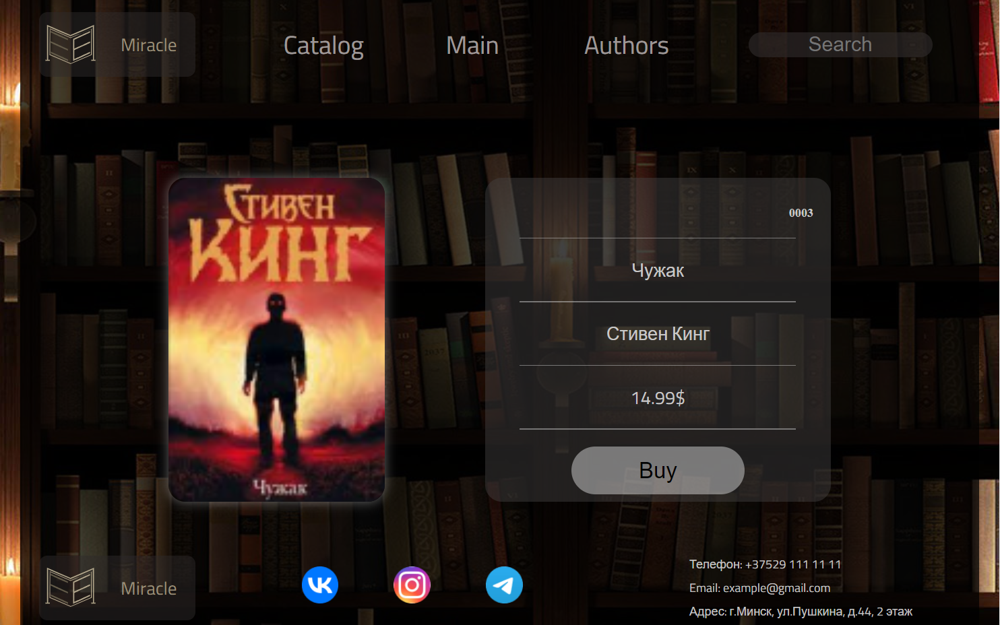 Miracle
Catalog
Main
Authors
Search
Стивен
Кинг
Чужак
0003
Чужак
Стивен Кинг
14.99$
Buy
Miracle
Телефон: +37529 111 11 11
Email: example@gmail.com
Адрес: г.Минск, ул.Пушкина, д.44, 2 этаж